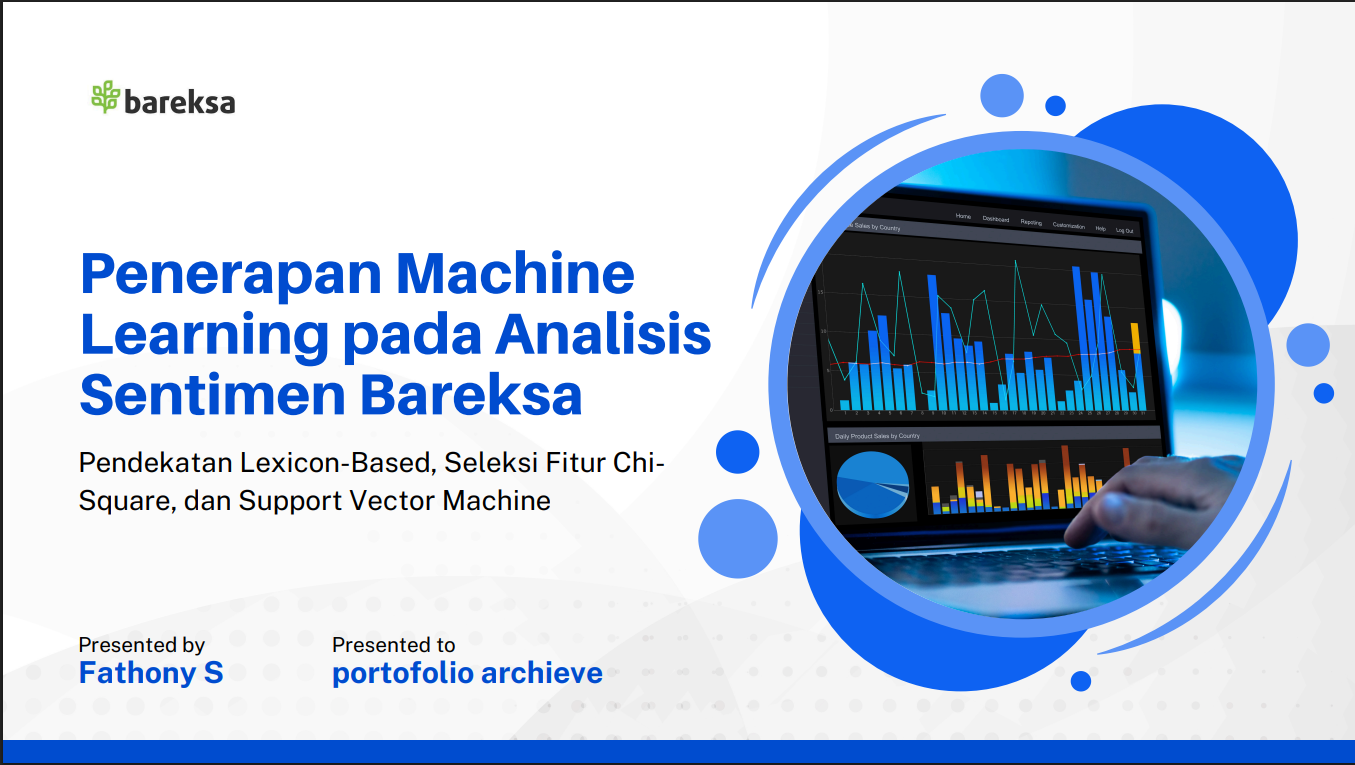 bareksa
Penerapan Machine
Learning pada Analisis
Sentimen Bareksa
Pendekatan Lexicon-Based, Seleksi Fitur Chi-
Square, dan Support Vector Machine
Presented by
Fathony S
Presented to
portofolio archieve
Home Dashboard Repoting Customization Help Log Out
Sales by Country
Daily Product Sales by Country